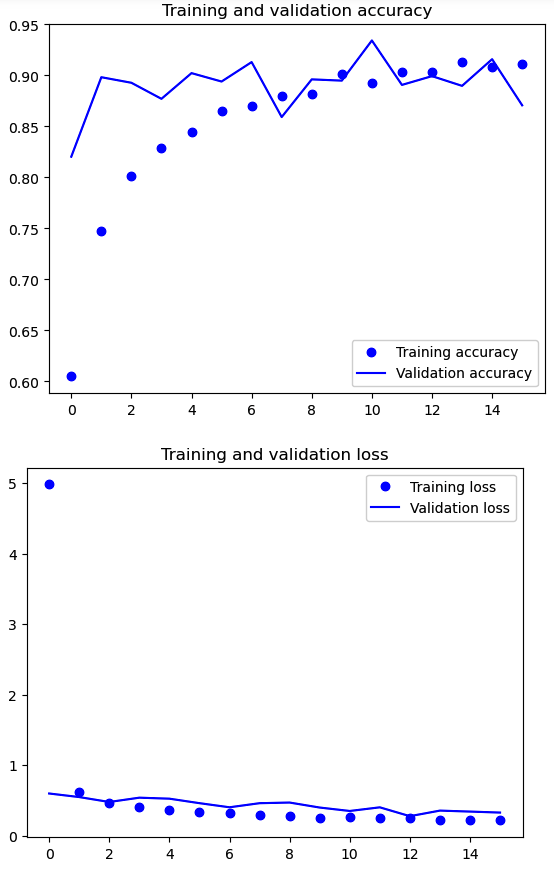 Training and validation accuracy
0.95
0.90
0.85
0.80
0.75
0.70
0.65
0.60
Training accuracy
Validation accuracy
0 2 4 6 8 10 12 14
Training and validation loss
5
4
3
2
1
0
Training loss
Validation loss
0 2 4 6 8 10 12 14